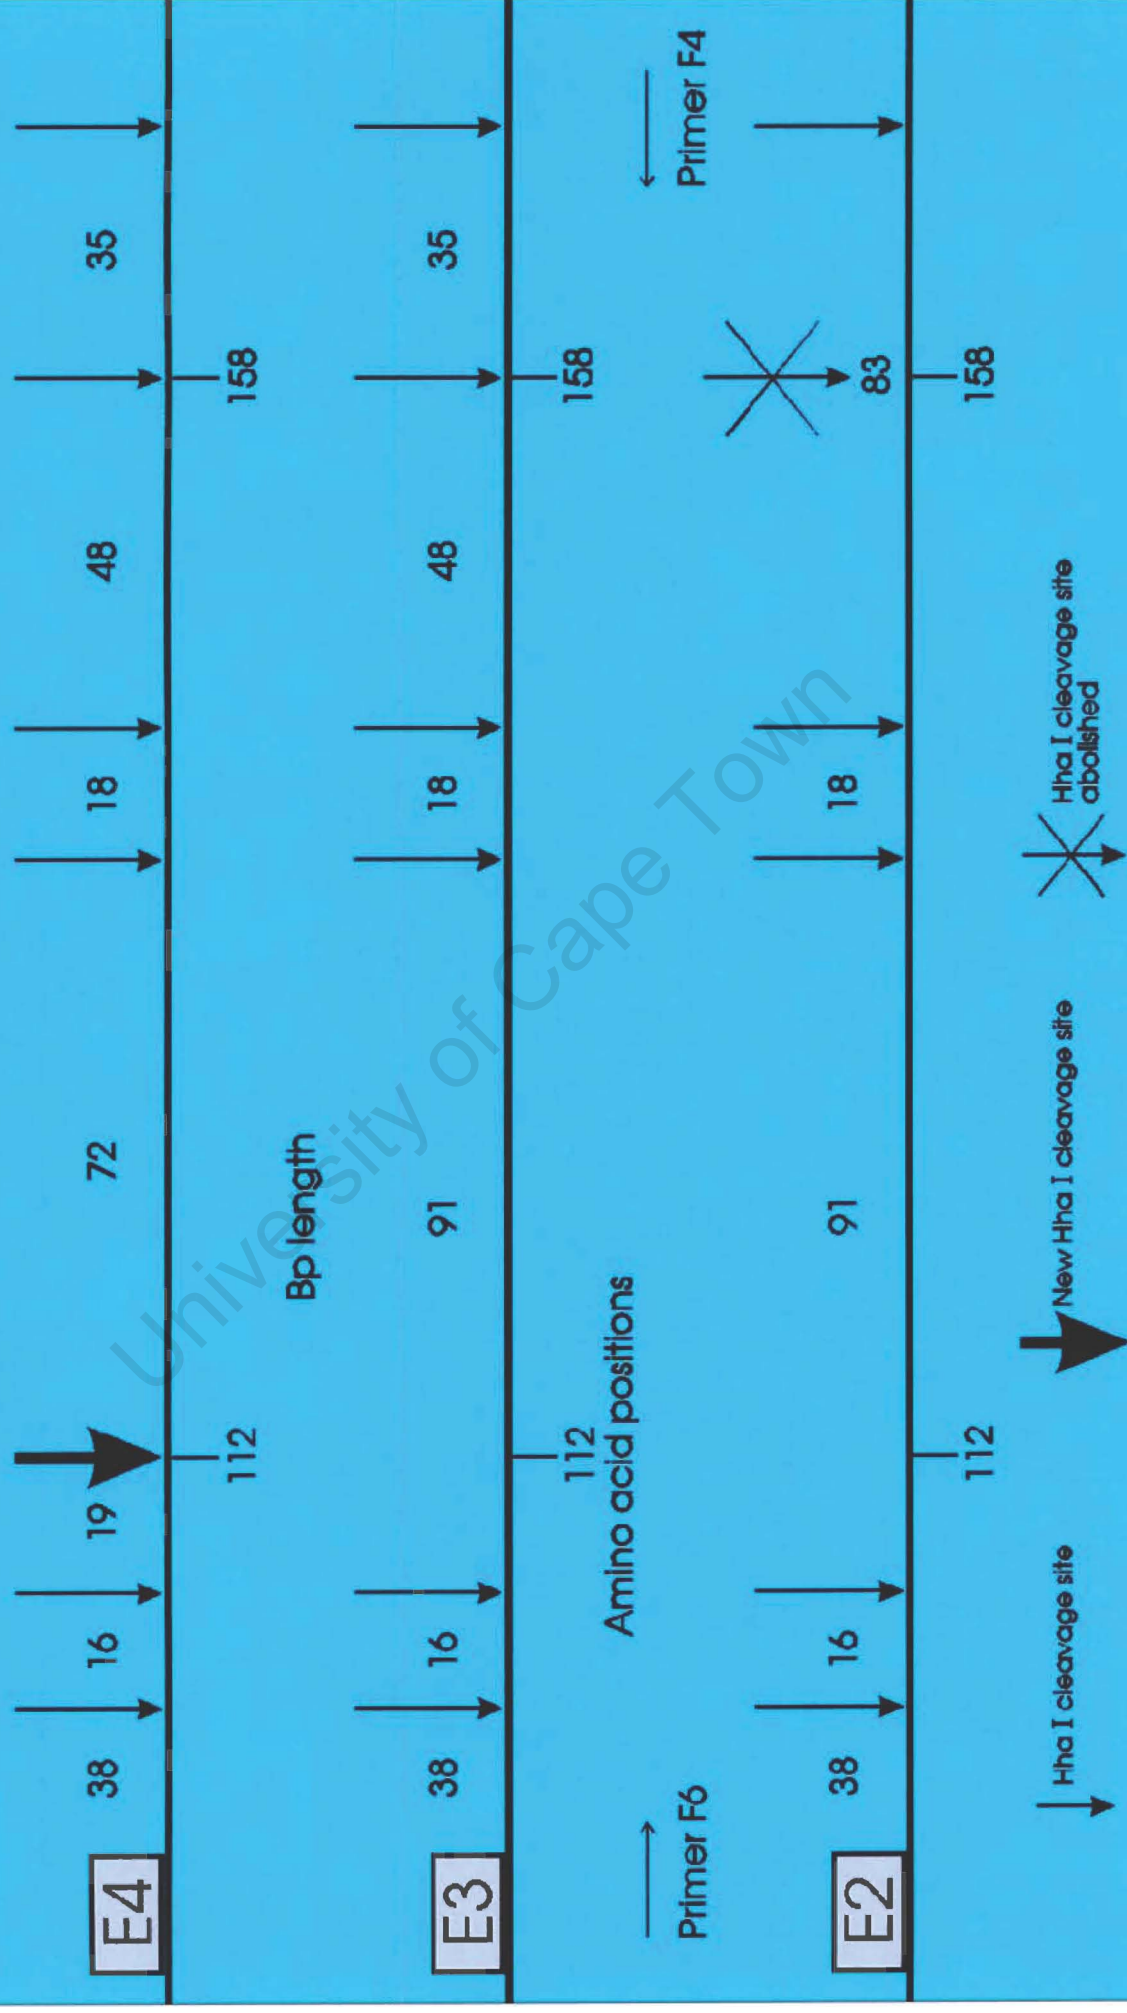 E4
38 16 19 72 18 48 35
112 158
Bp length
E3
38 16 91 18 48 35
112 158
Amino acid positions
Primer F6 Primer F4
E2
38 16 91 18 83
112 158
Hha I cleavage site
New Hha I cleavage site
Hha I cleavage site
abolished
University of Cape Town